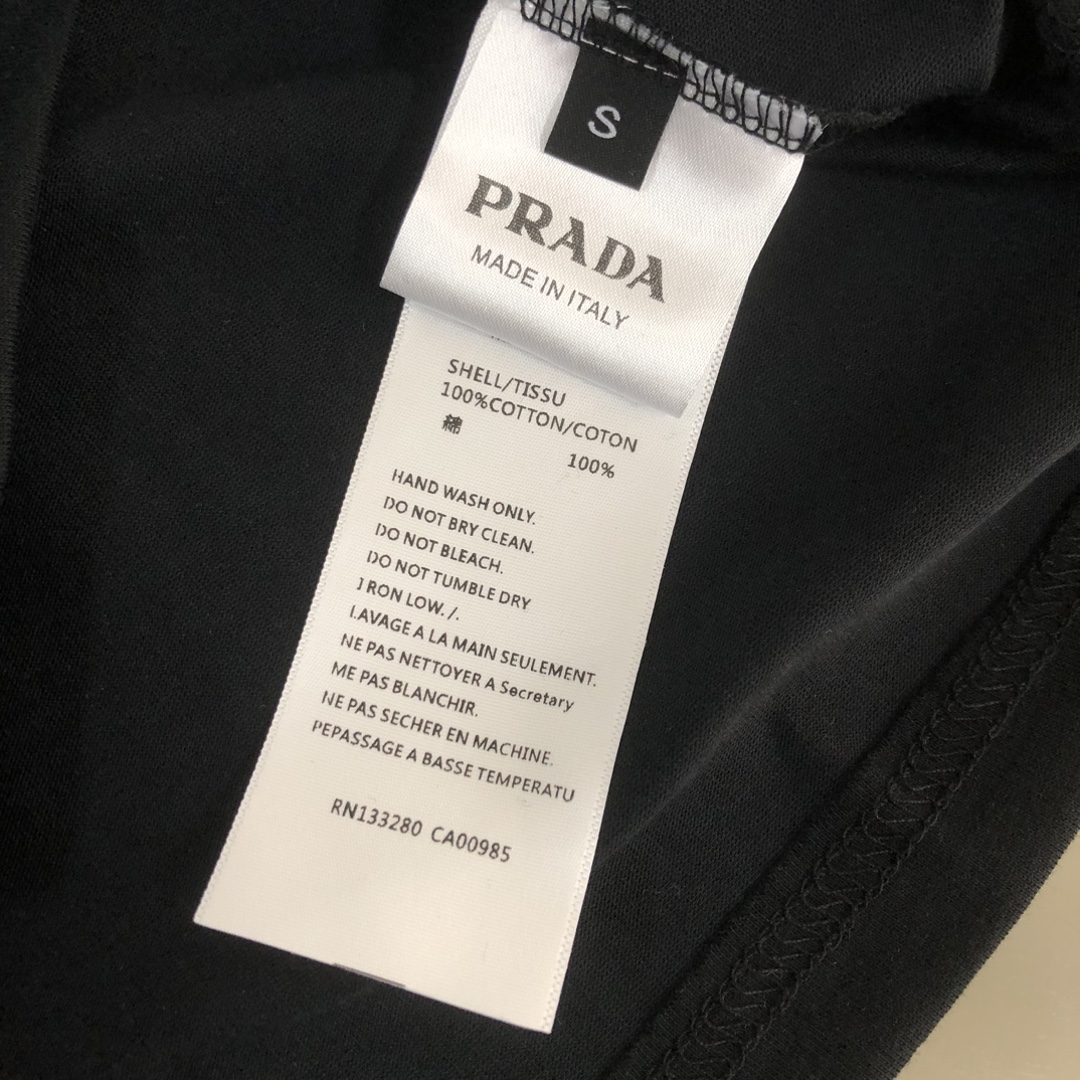 S
PRADA
MADE IN ITALY
SHELL/TISSU
100%COTTON/COTON
綿
100%
HAND WASH ONLY.
DO NOT BRY CLEAN.
DO NOT BLEACH.
DO NOT TUMBLE DRY
I RON LOW. /.
LAVAGE A LA MAIN SEULEMENT.
NE PAS NETTOYER A Secretary
ME PAS BLANCHIR.
NE PAS SECHER EN MACHINE.
PEPASSAGE A BASSE TEMPERATU
RN133280 CA00985